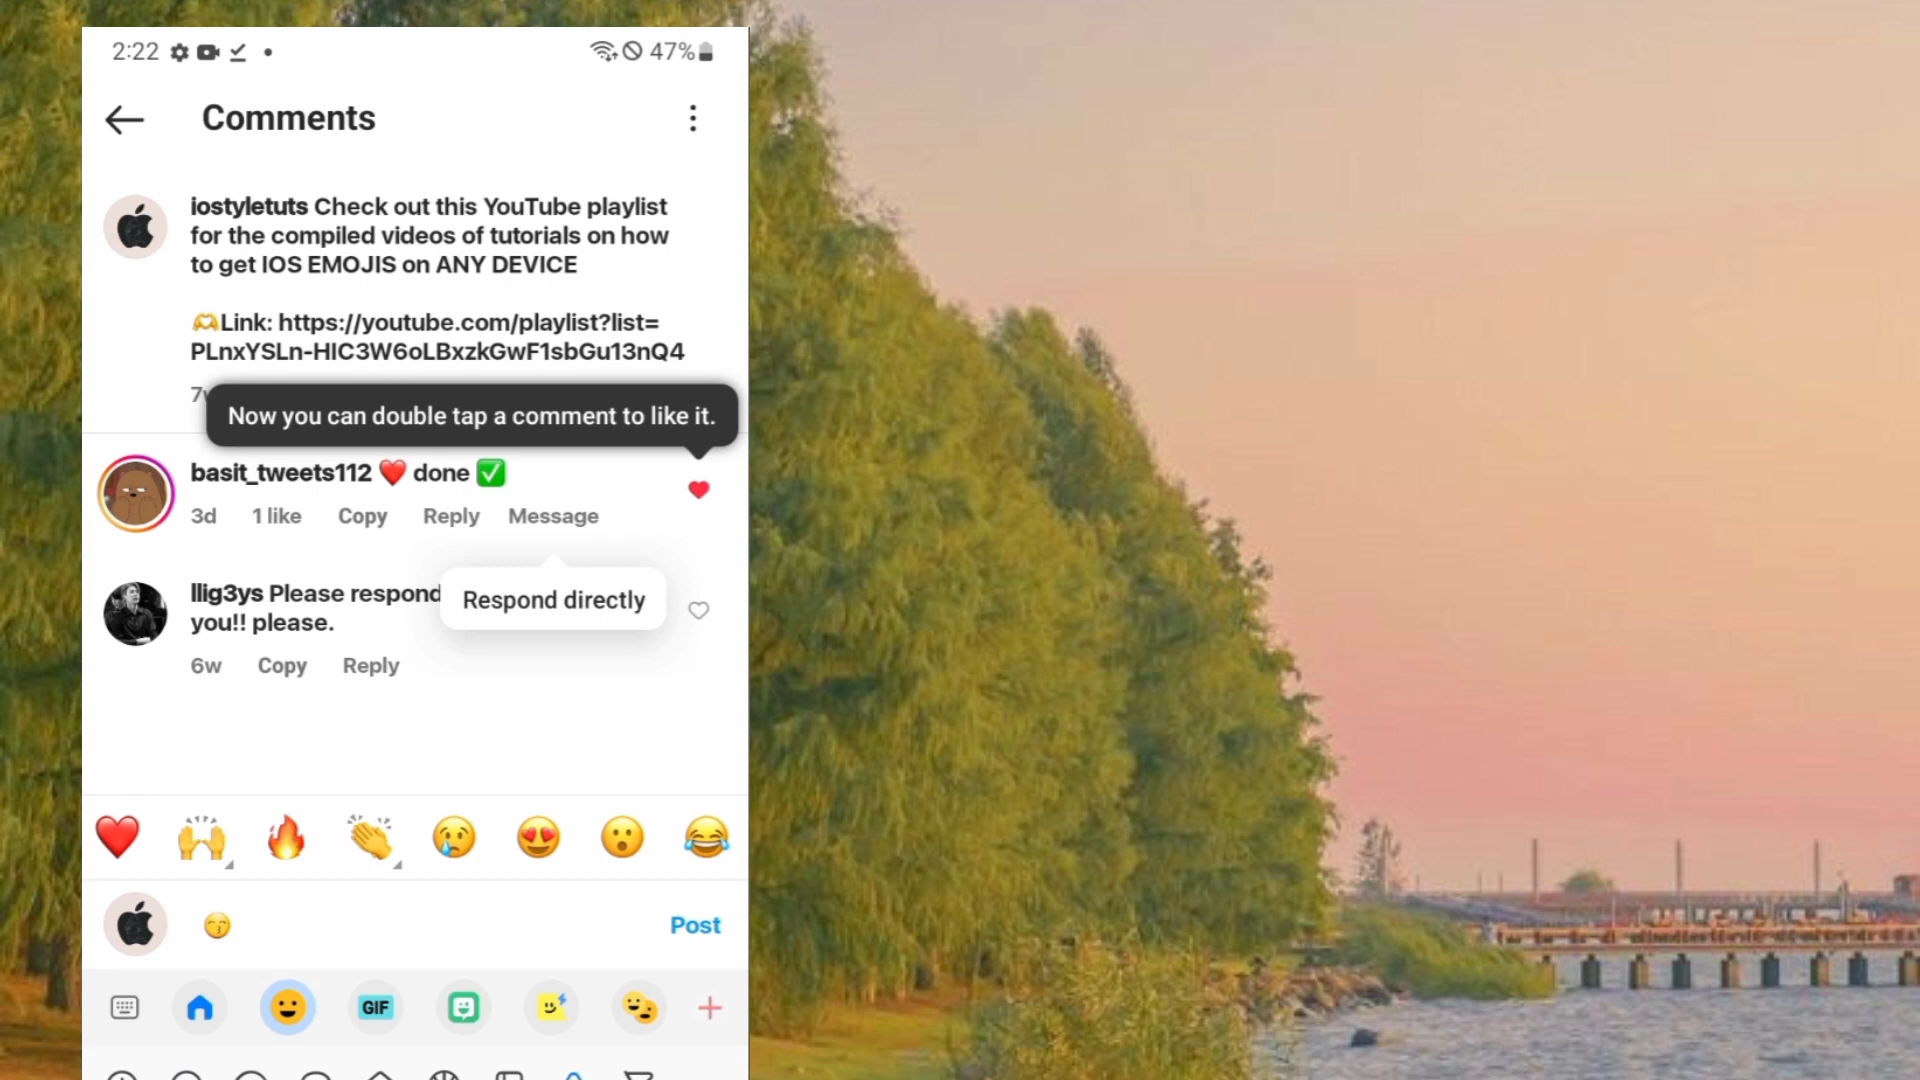 2:22 47%
Comments
iostyletuts Check out this YouTube playlist
for the compiled videos of tutorials on how
to get IOS EMOJIS on ANY DEVICE
🫶Link: https://youtube.com/playlist?list=
PLnxYSLn-HIC3W6oLBxzkGwF1sbGu13nQ4
Now you can double tap a comment to like it.
basit_tweets112 ❤️ done ✅
3d 1 like Copy Reply Message
llig3ys Please respond
you!! please.
Respond directly
6w Copy Reply
Post
GIF